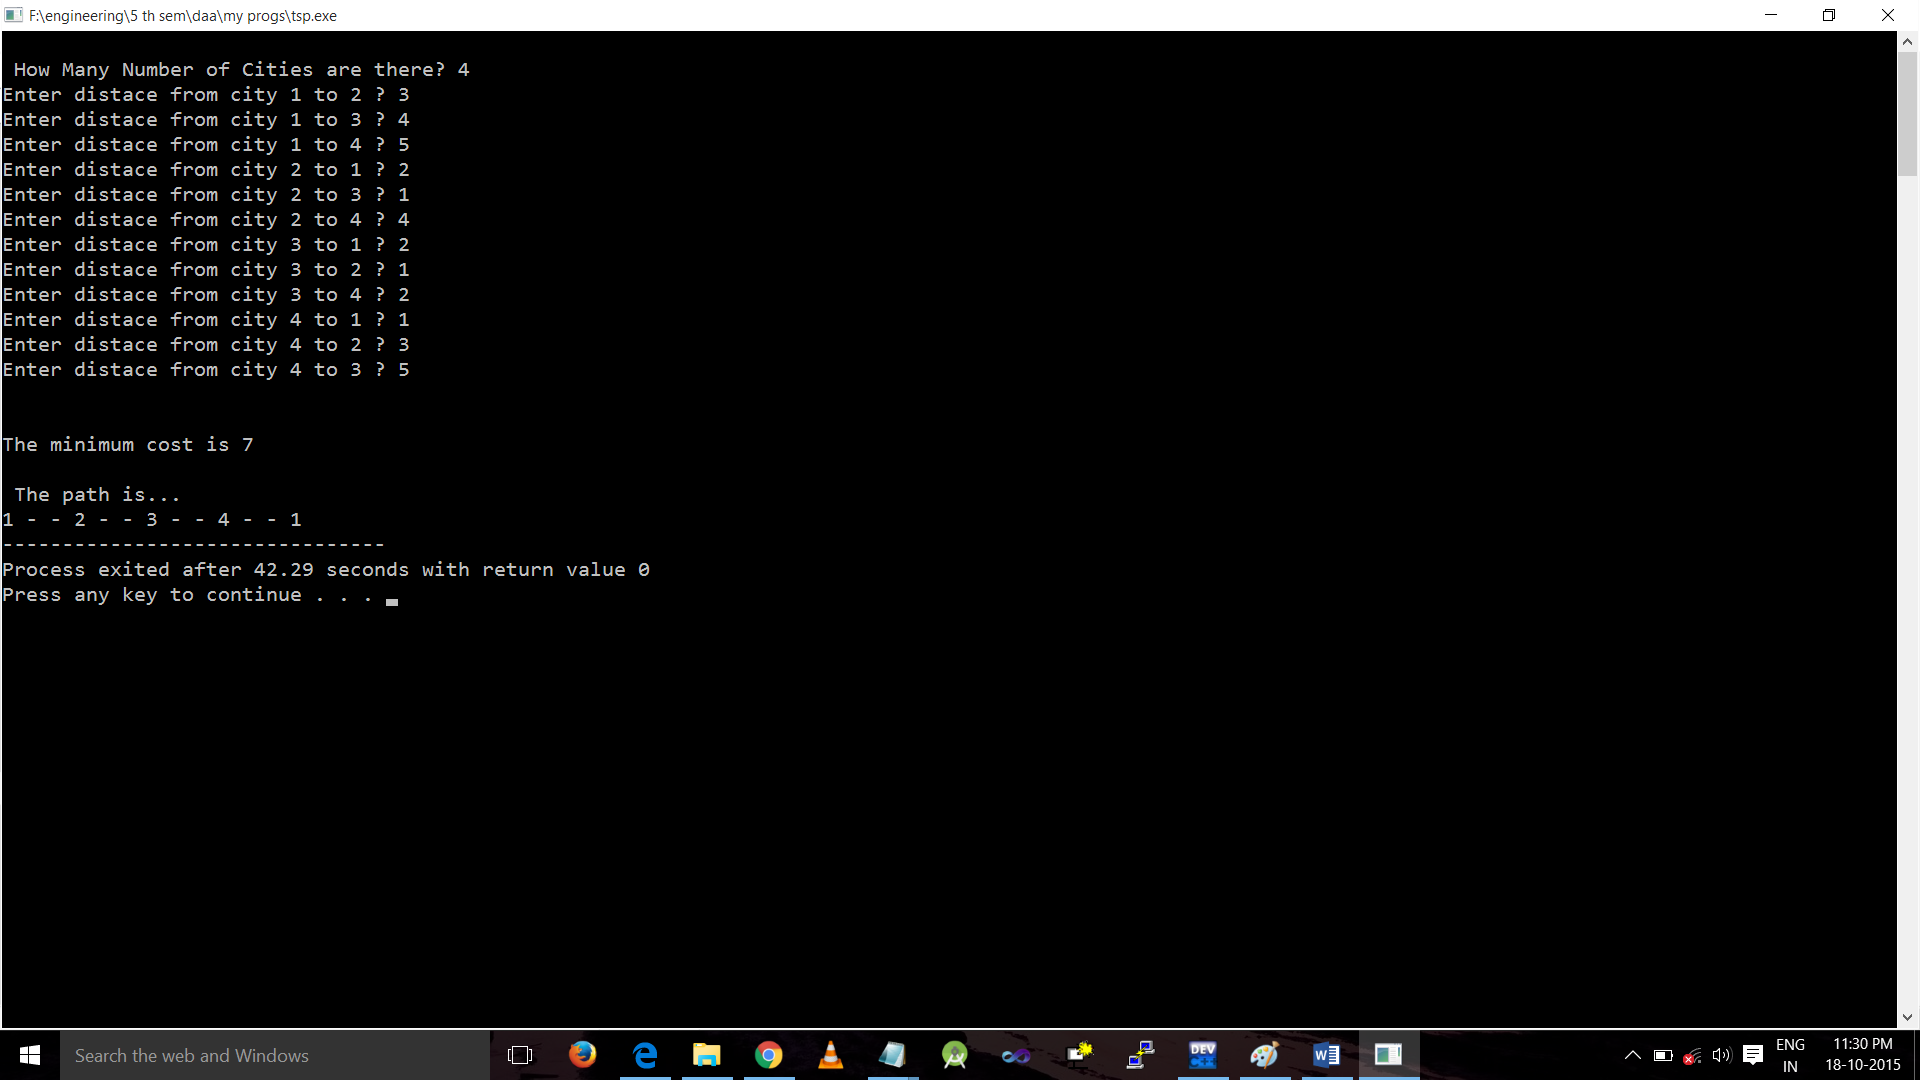 F:\engineering\5 th sem\daa\my progs\tsp.exe
How Many Number of Cities are there? 4
Enter distace from city 1 to 2 ? 3
Enter distace from city 1 to 3 ? 4
Enter distace from city 1 to 4 ? 5
Enter distace from city 2 to 1 ? 2
Enter distace from city 2 to 3 ? 1
Enter distace from city 2 to 4 ? 4
Enter distace from city 3 to 1 ? 2
Enter distace from city 3 to 2 ? 1
Enter distace from city 3 to 4 ? 2
Enter distace from city 4 to 1 ? 1
Enter distace from city 4 to 2 ? 3
Enter distace from city 4 to 3 ? 5
The minimum cost is 7
The path is...
1 - - 2 - - 3 - - 4 - - 1
--------------------------------
Process exited after 42.29 seconds with return value 0
Press any key to continue . . .
Search the web and Windows
DEV
ENG
IN
11:30 PM
18-10-2015